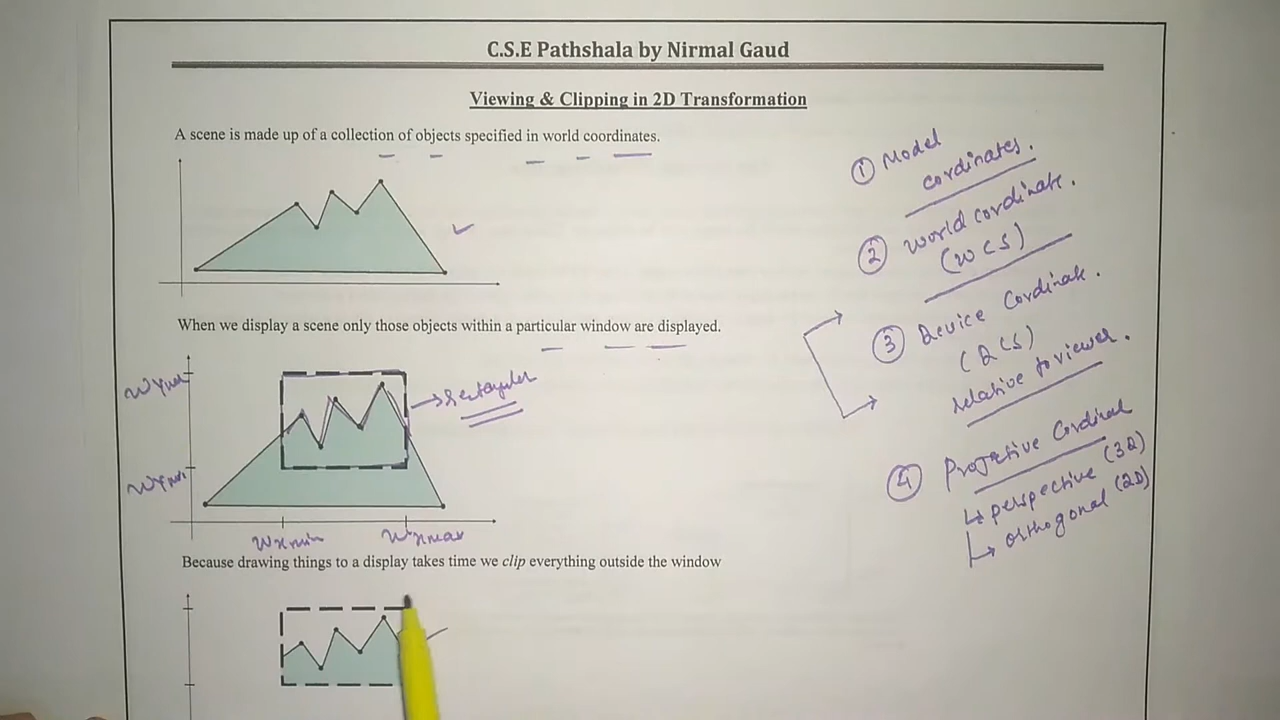 C.S.E Pathshala by Nirmal Gaud
Viewing & Clipping in 2D Transformation
A scene is made up of a collection of objects specified in world coordinates.
When we display a scene only those objects within a particular window are displayed.
Wymax
→ Rectangular
Wymin
Wxmin
Wxmax
Because drawing things to a display takes time we clip everything outside the window
① Model
Cordinates.
② World Cordinate.
(WCS)
③ Device Cordinate.
(DCS)
relative to viewer.
④ Projective Cordinal
↳ perspective (3D)
↳ orthogonal (2D)